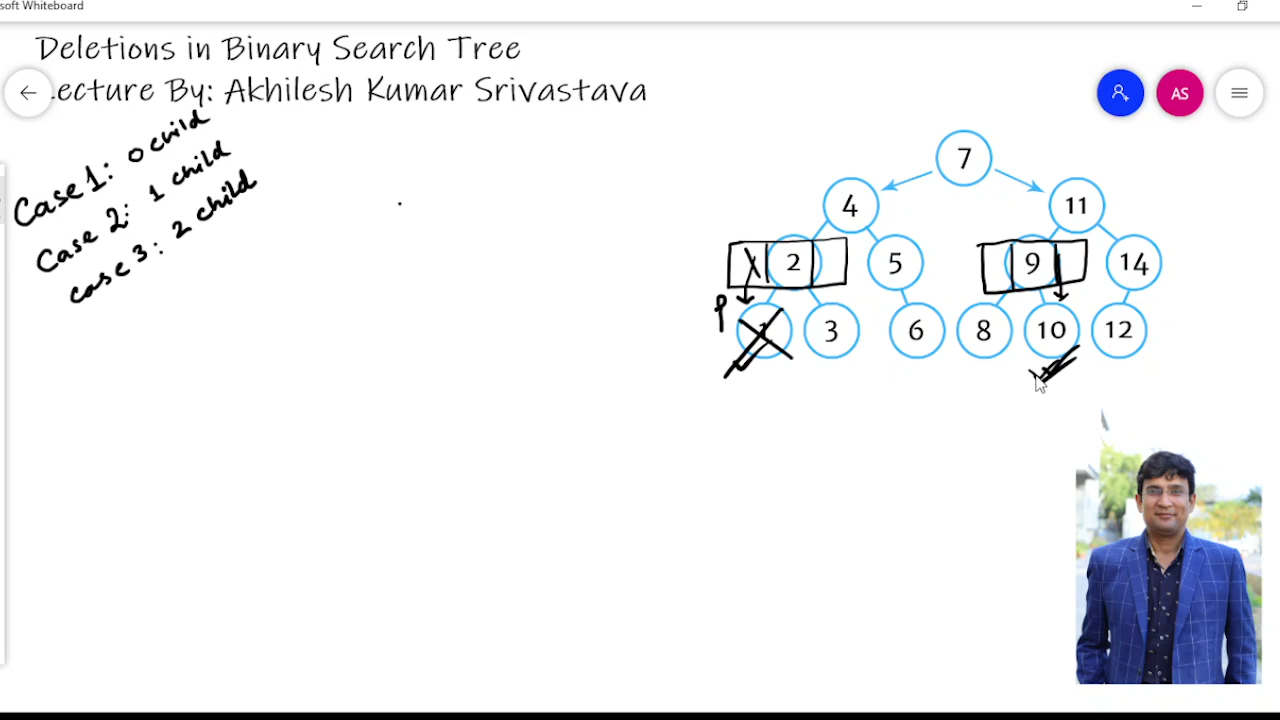 soft Whiteboard
Deletions in Binary Search Tree
ecture By: Akhilesh Kumar Srivastava
AS
Case 1: 0 child
Case 2: 1 child
case 3: 2 child
7
4
11
2
5
9
14
P
3
6
8
10
12